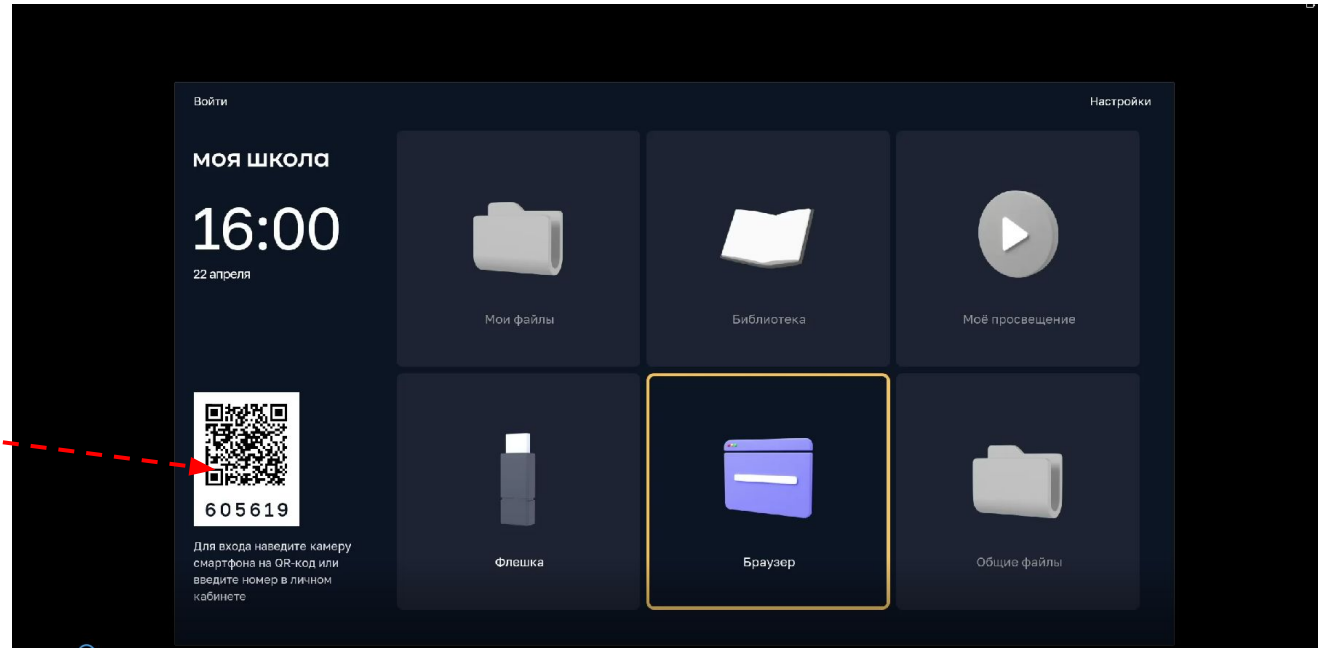 Войти
Настройки
моя школа
16:00
22 апреля
Мои файлы
Библиотека
Моё просвещение
605619
Для входа наведите камеру
смартфона на QR-код или
введите номер в личном
кабинете
Флешка
Браузер
Общие файлы